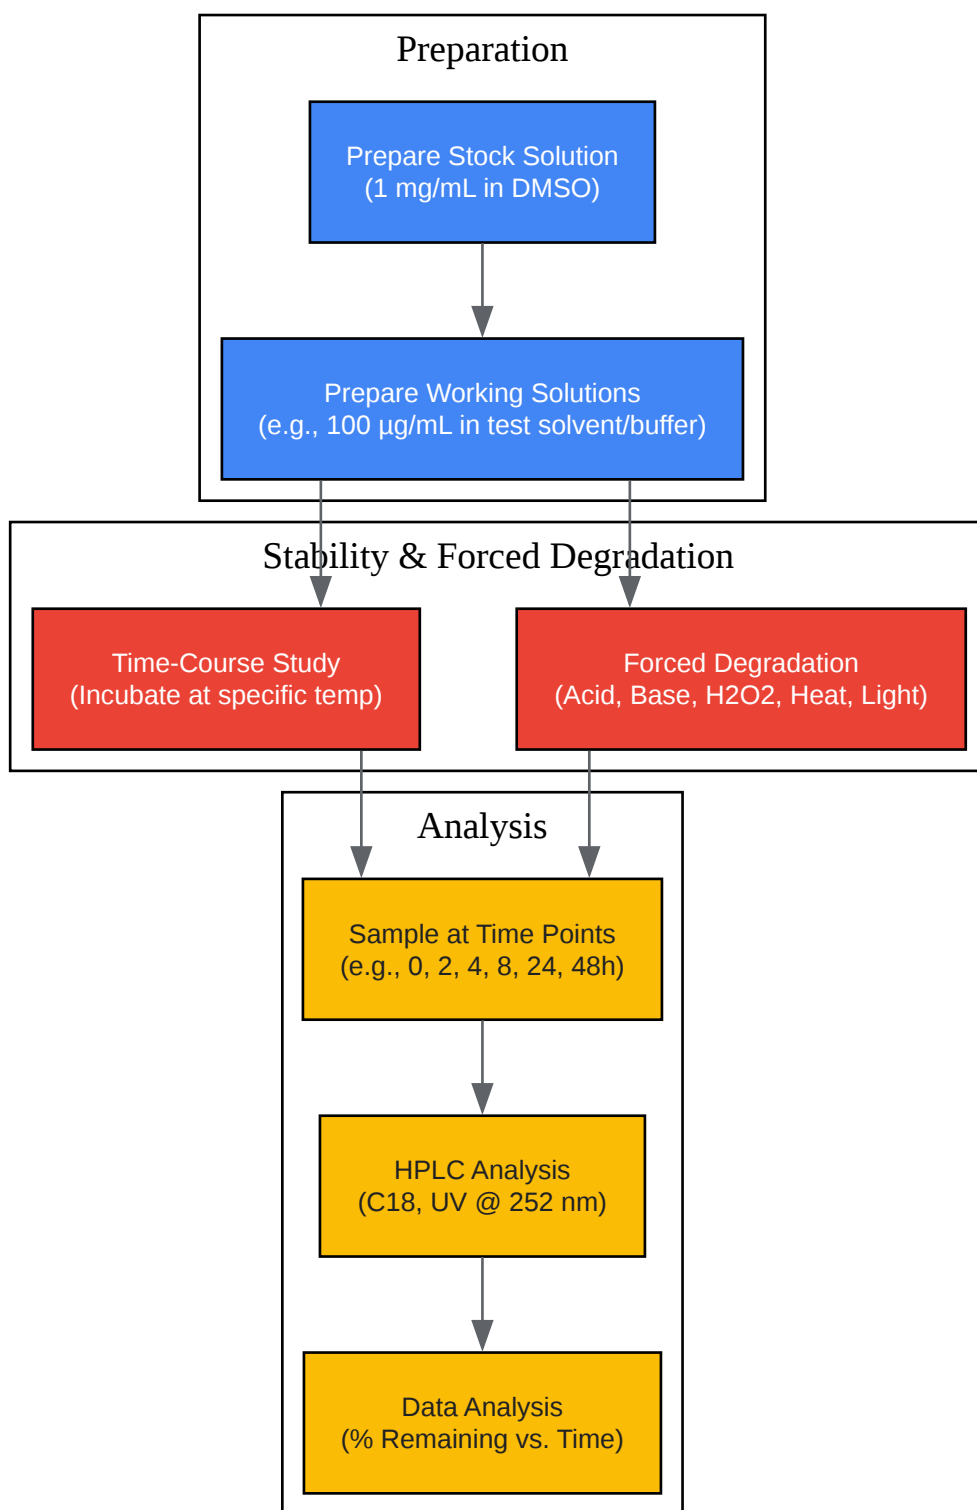 Preparation
Prepare Stock Solution
(1 mg/mL in DMSO)
Prepare Working Solutions
(e.g., 100 µg/mL in test solvent/buffer)
Stability & Forced Degradation
Time-Course Study
(Incubate at specific temp)
Forced Degradation
(Acid, Base, H2O2, Heat, Light)
Analysis
Sample at Time Points
(e.g., 0, 2, 4, 8, 24, 48h)
HPLC Analysis
(C18, UV @ 252 nm)
Data Analysis
(% Remaining vs. Time)